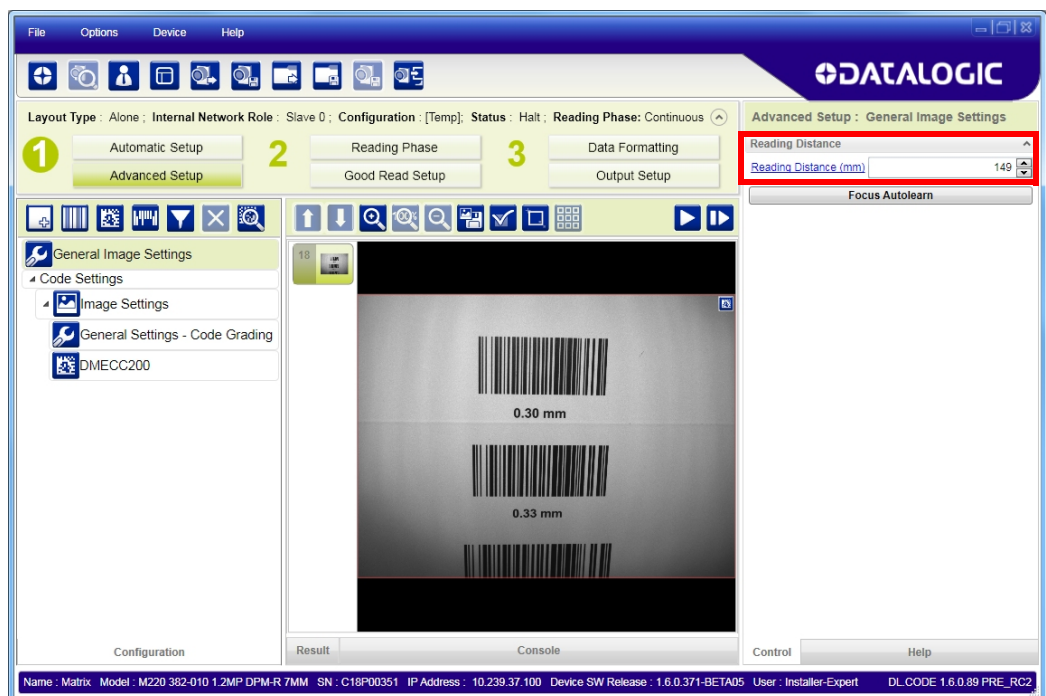 File Options Device Help
DATALOGIC
Layout Type : Alone ; Internal Network Role : Slave 0 ; Configuration : [Temp]; Status : Halt ; Reading Phase: Continuous
1 Automatic Setup
Advanced Setup
2 Reading Phase
Good Read Setup
3 Data Formatting
Output Setup
Advanced Setup : General Image Settings
Reading Distance
Reading Distance (mm) 149
Focus Autolearn
General Image Settings
Code Settings
Image Settings
General Settings - Code Grading
DMECC200
100%
18
0.30 mm
0.33 mm
Configuration
Result Console
Control Help
Name : Matrix Model : M220 382-010 1.2MP DPM-R 7MM SN : C18P00351 IP Address : 10.239.37.100 Device SW Release : 1.6.0.371-BETA05 User : Installer-Expert DL.CODE 1.6.0.89 PRE_RC2